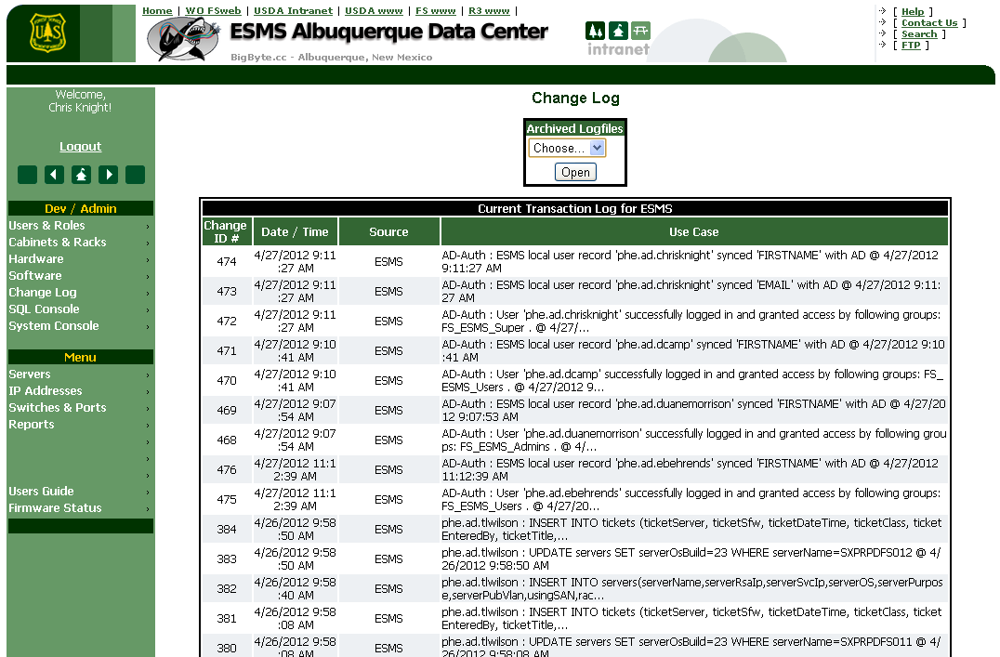 Home | WO FSweb | USDA Intranet | USDA www | FS www | R3 www |
ESMS Albuquerque Data Center
BigByte.cc - Albuquerque, New Mexico
UAS
intranet
[ Help ]
[ Contact Us ]
[ Search ]
[ FTP ]
Welcome,
Chris Knight!
Logout
Dev / Admin
Users & Roles ›
Cabinets & Racks ›
Hardware ›
Software ›
Change Log ›
SQL Console ›
System Console ›
Menu
Servers ›
IP Addresses ›
Switches & Ports ›
Reports ›
›
›
›
Users Guide ›
Firmware Status ›
Change Log
Archived Logfiles
Choose...
Open
Current Transaction Log for ESMS
Change ID # Date / Time Source Use Case
474 4/27/2012 9:11:27 AM ESMS AD-Auth : ESMS local user record 'phe.ad.chrisknight' synced 'FIRSTNAME' with AD @ 4/27/2012 9:11:27 AM
473 4/27/2012 9:11:27 AM ESMS AD-Auth : ESMS local user record 'phe.ad.chrisknight' synced 'EMAIL' with AD @ 4/27/2012 9:11:27 AM
472 4/27/2012 9:11:27 AM ESMS AD-Auth : User 'phe.ad.chrisknight' successfully logged in and granted access by following groups: FS_ESMS_Super . @ 4/27/...
471 4/27/2012 9:10:41 AM ESMS AD-Auth : ESMS local user record 'phe.ad.dcamp' synced 'FIRSTNAME' with AD @ 4/27/2012 9:10:41 AM
470 4/27/2012 9:10:41 AM ESMS AD-Auth : User 'phe.ad.dcamp' successfully logged in and granted access by following groups: FS_ESMS_Users . @ 4/27/2012 9...
469 4/27/2012 9:07:54 AM ESMS AD-Auth : ESMS local user record 'phe.ad.duanemorrison' synced 'FIRSTNAME' with AD @ 4/27/2012 9:07:53 AM
468 4/27/2012 9:07:54 AM ESMS AD-Auth : User 'phe.ad.duanemorrison' successfully logged in and granted access by following groups: FS_ESMS_Admins . @ 4/...
476 4/27/2012 11:12:39 AM ESMS AD-Auth : ESMS local user record 'phe.ad.ebehrends' synced 'FIRSTNAME' with AD @ 4/27/2012 11:12:39 AM
475 4/27/2012 11:12:39 AM ESMS AD-Auth : User 'phe.ad.ebehrends' successfully logged in and granted access by following groups: FS_ESMS_Users . @ 4/27/20...
384 4/26/2012 9:58:50 AM ESMS phe.ad.tlwilson : INSERT INTO tickets (ticketServer, ticketSfw, ticketDateTime, ticketClass, ticketEnteredBy, ticketTitle,...
383 4/26/2012 9:58:50 AM ESMS phe.ad.tlwilson : UPDATE servers SET serverOsBuild=23 WHERE serverName=SXPRPDFS012 @ 4/26/2012 9:58:50 AM
382 4/26/2012 9:58:40 AM ESMS phe.ad.tlwilson : INSERT INTO servers(serverName,serverRsaIp,serverSvcIp,serverOS,serverPurpose,serverPubVlan,usingSAN,rac...
381 4/26/2012 9:58:08 AM ESMS phe.ad.tlwilson : INSERT INTO tickets (ticketServer, ticketSfw, ticketDateTime, ticketClass, ticketEnteredBy, ticketTitle,...
380 4/26/2012 9:58:08 AM ESMS phe.ad.tlwilson : UPDATE servers SET serverOsBuild=23 WHERE serverName=SXPRPDFS011 @ 4/26/2012 9:58:08 AM